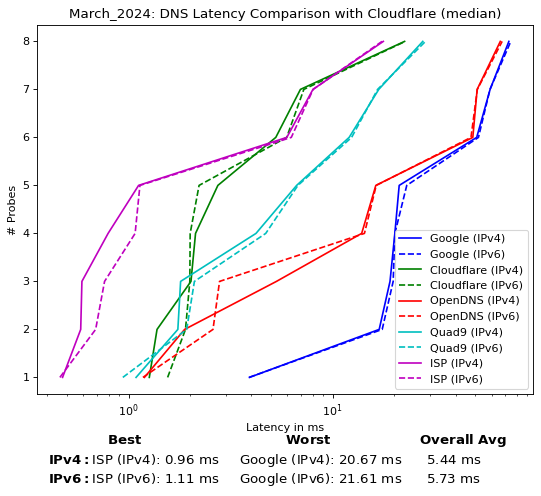 March_2024: DNS Latency Comparison with Cloudflare (median)
# Probes
8
7
6
5
4
3
2
1
Google (IPv4)
Google (IPv6)
Cloudflare (IPv4)
Cloudflare (IPv6)
OpenDNS (IPv4)
OpenDNS (IPv6)
Quad9 (IPv4)
Quad9 (IPv6)
ISP (IPv4)
ISP (IPv6)
10⁰ 10¹
Latency in ms
Best Worst Overall Avg
IPv4: ISP (IPv4): 0.96 ms Google (IPv4): 20.67 ms 5.44 ms
IPv6: ISP (IPv6): 1.11 ms Google (IPv6): 21.61 ms 5.73 ms